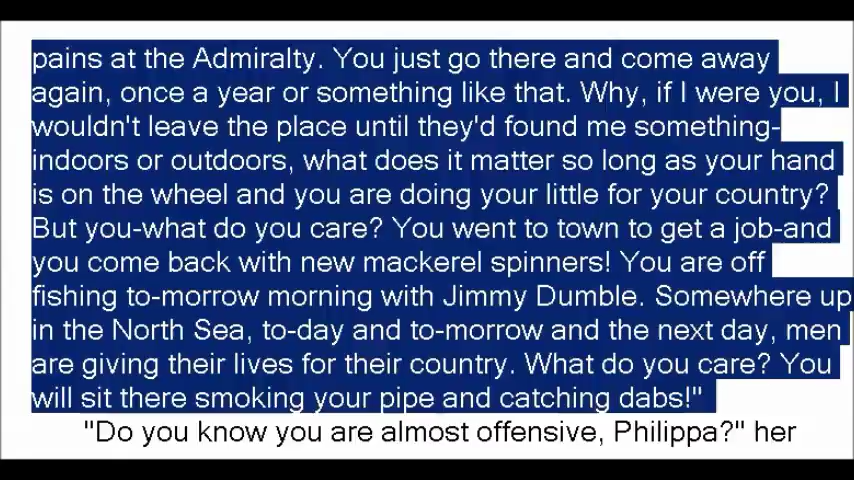 pains at the Admiralty. You just go there and come away
again, once a year or something like that. Why, if I were you, I
wouldn't leave the place until they'd found me something-
indoors or outdoors, what does it matter so long as your hand
is on the wheel and you are doing your little for your country?
But you-what do you care? You went to town to get a job-and
you come back with new mackerel spinners! You are off
fishing to-morrow morning with Jimmy Dumble. Somewhere up
in the North Sea, to-day and to-morrow and the next day, men
are giving their lives for their country. What do you care? You
will sit there smoking your pipe and catching dabs!"
"Do you know you are almost offensive, Philippa?" her